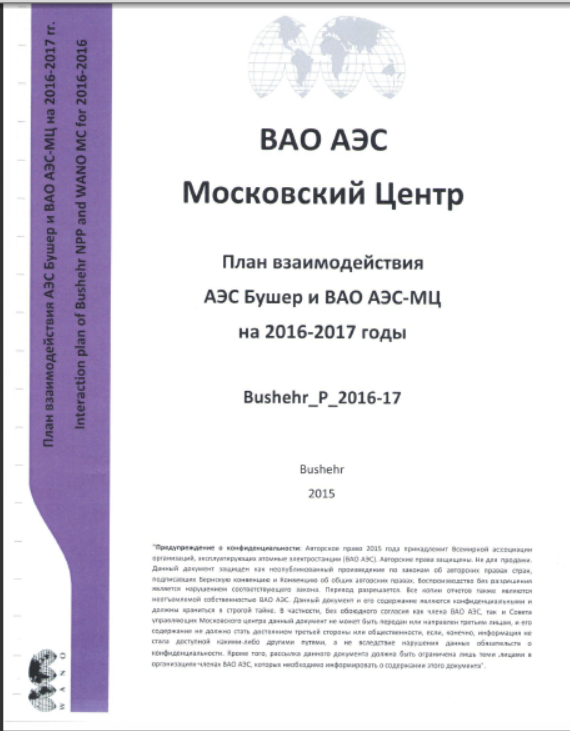 План взаимодействия АЭС Бушер и ВАО АЭС-МЦ на 2016-2017 гг.
Interaction plan of Bushehr NPP and WANO MC for 2016-2016
ВАО АЭС
Московский Центр
План взаимодействия
АЭС Бушер и ВАО АЭС-МЦ
на 2016-2017 годы
Bushehr_P_2016-17
Bushehr
2015
"Предупреждение о конфиденциальности: Авторское право 2015 года принадлежит Всемирной ассоциации
организаций, эксплуатирующих атомные электростанции (ВАО АЭС). Авторские права защищены. Не для продажи.
Данный документ защищен как неопубликованный произведение по законам об авторских правах стран,
подписавших Бернскую конвенцию и Конвенцию об общих авторских правах. Воспроизводство без разрешения
является нарушением соответствующего закона. Перевод разрешается. Все копии отчетов также являются
неотъемлемой собственностью ВАО АЭС. Данный документ и его содержание являются конфиденциальными и
должны храниться в строгой тайне. В частности, без обоюдного согласия как члена ВАО АЭС, так и Совета
управляющих Московского центра данный документ не может быть передан или направлен третьим лицам, и его
содержание не должно стать достоянием третьей стороны или общественности, если, конечно, информация не
стала доступной какими-либо другими путями, а не вследствие нарушения данных обязательств о
конфиденциальности. Кроме того, рассылка данного документа должна быть ограничена лишь теми лицами в
организациях-членах ВАО АЭС, которых необходимо информировать о содержании этого документа".
WANO